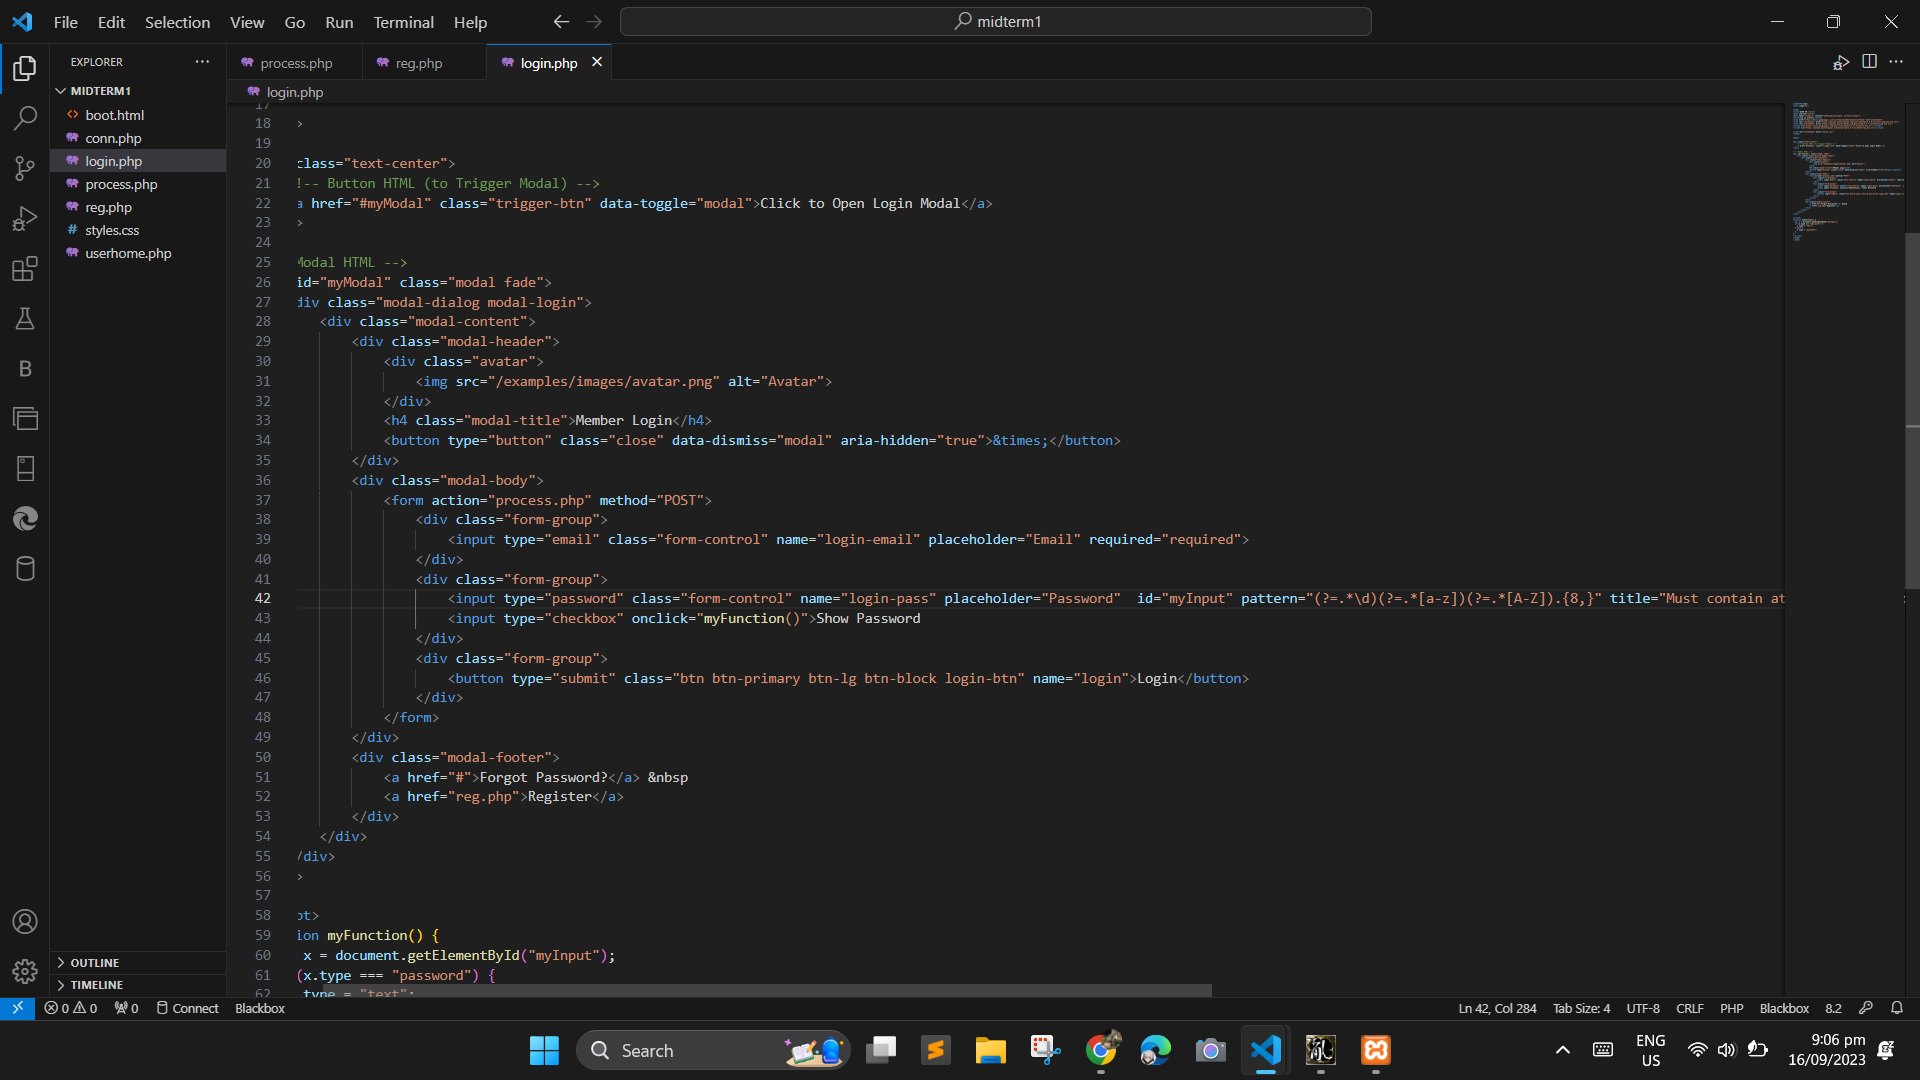 File Edit Selection View Go Run Terminal Help
midterm1
EXPLORER
MIDTERM1
boot.html
conn.php
login.php
process.php
reg.php
styles.css
userhome.php
OUTLINE
TIMELINE
process.php reg.php login.php
login.php
17
18 >
19
20 class="text-center">
21 !-- Button HTML (to Trigger Modal) -->
22 a href="#myModal" class="trigger-btn" data-toggle="modal">Click to Open Login Modal</a>
23 >
24
25 Modal HTML -->
26 id="myModal" class="modal fade">
27 div class="modal-dialog modal-login">
28 <div class="modal-content">
29 <div class="modal-header">
30 <div class="avatar">
31 <img src="/examples/images/avatar.png" alt="Avatar">
32 </div>
33 <h4 class="modal-title">Member Login</h4>
34 <button type="button" class="close" data-dismiss="modal" aria-hidden="true">&times;</button>
35 </div>
36 <div class="modal-body">
37 <form action="process.php" method="POST">
38 <div class="form-group">
39 <input type="email" class="form-control" name="login-email" placeholder="Email" required="required">
40 </div>
41 <div class="form-group">
42 <input type="password" class="form-control" name="login-pass" placeholder="Password"  id="myInput" pattern="(?=.*\d)(?=.*[a-z])(?=.*[A-Z]).{8,}" title="Must contain at
43 <input type="checkbox" onclick="myFunction()">Show Password
44 </div>
45 <div class="form-group">
46 <button type="submit" class="btn btn-primary btn-lg btn-block login-btn" name="login">Login</button>
47 </div>
48 </form>
49 </div>
50 <div class="modal-footer">
51 <a href="#">Forgot Password?</a> &nbsp
52 <a href="reg.php">Register</a>
53 </div>
54 </div>
55 /div>
56 >
57
58 pt>
59 ion myFunction() {
60 x = document.getElementById("myInput");
61 (x.type === "password") {
62 type = "text";
0 0 0 Connect Blackbox
Ln 42, Col 284 Tab Size: 4 UTF-8 CRLF PHP Blackbox 8.2
Search
ENG
US
9:06 pm
16/09/2023